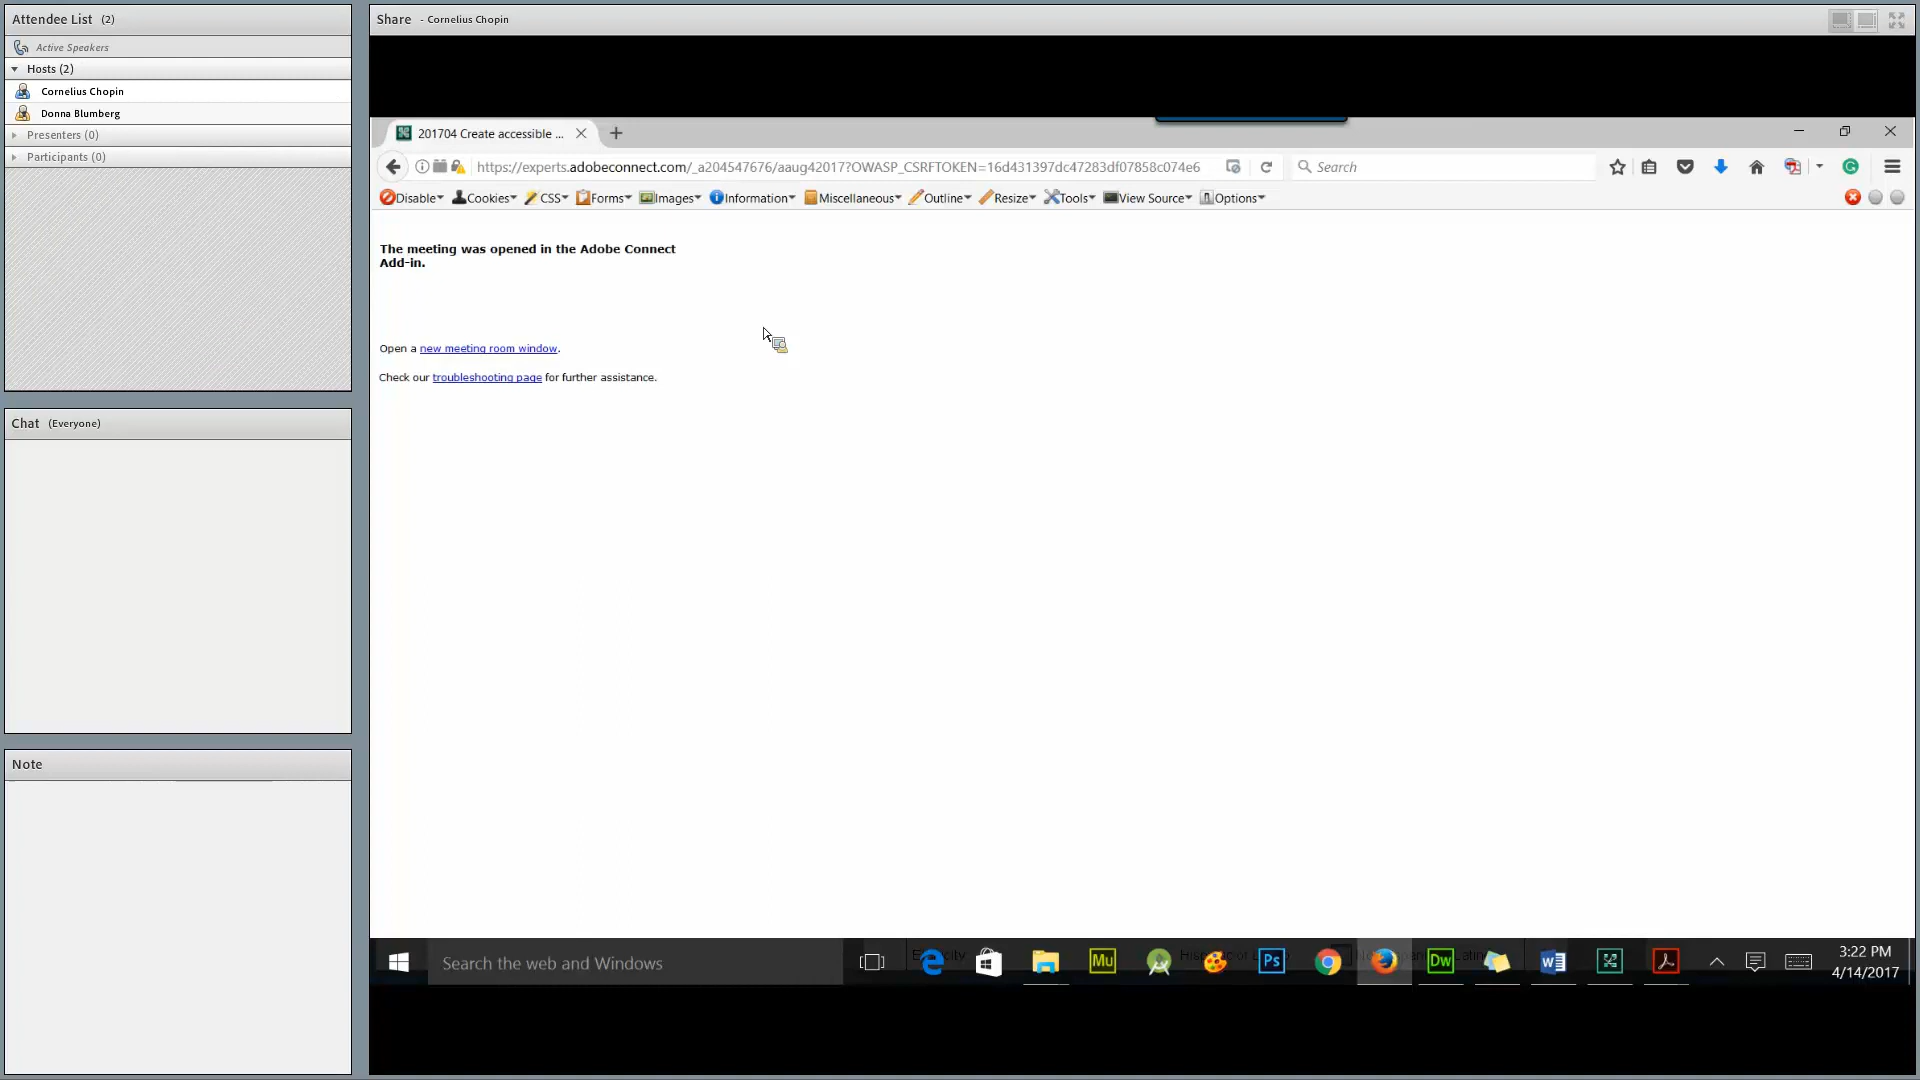 Attendee List (2)
Active Speakers
Hosts (2)
Cornelius Chopin
Donna Blumberg
Presenters (0)
Participants (0)
Chat (Everyone)
Note
Share - Cornelius Chopin
201704 Create accessible ...
https://experts.adobeconnect.com/_a204547676/aaug42017?OWASP_CSRFTOKEN=16d431397dc47283df07858c074e6
Search
Disable Cookies CSS Forms Images Information Miscellaneous Outline Resize Tools View Source Options
The meeting was opened in the Adobe Connect
Add-in.
Open a new meeting room window.
Check our troubleshooting page for further assistance.
Search the web and Windows
Mu
Ps
Dw
3:22 PM
4/14/2017